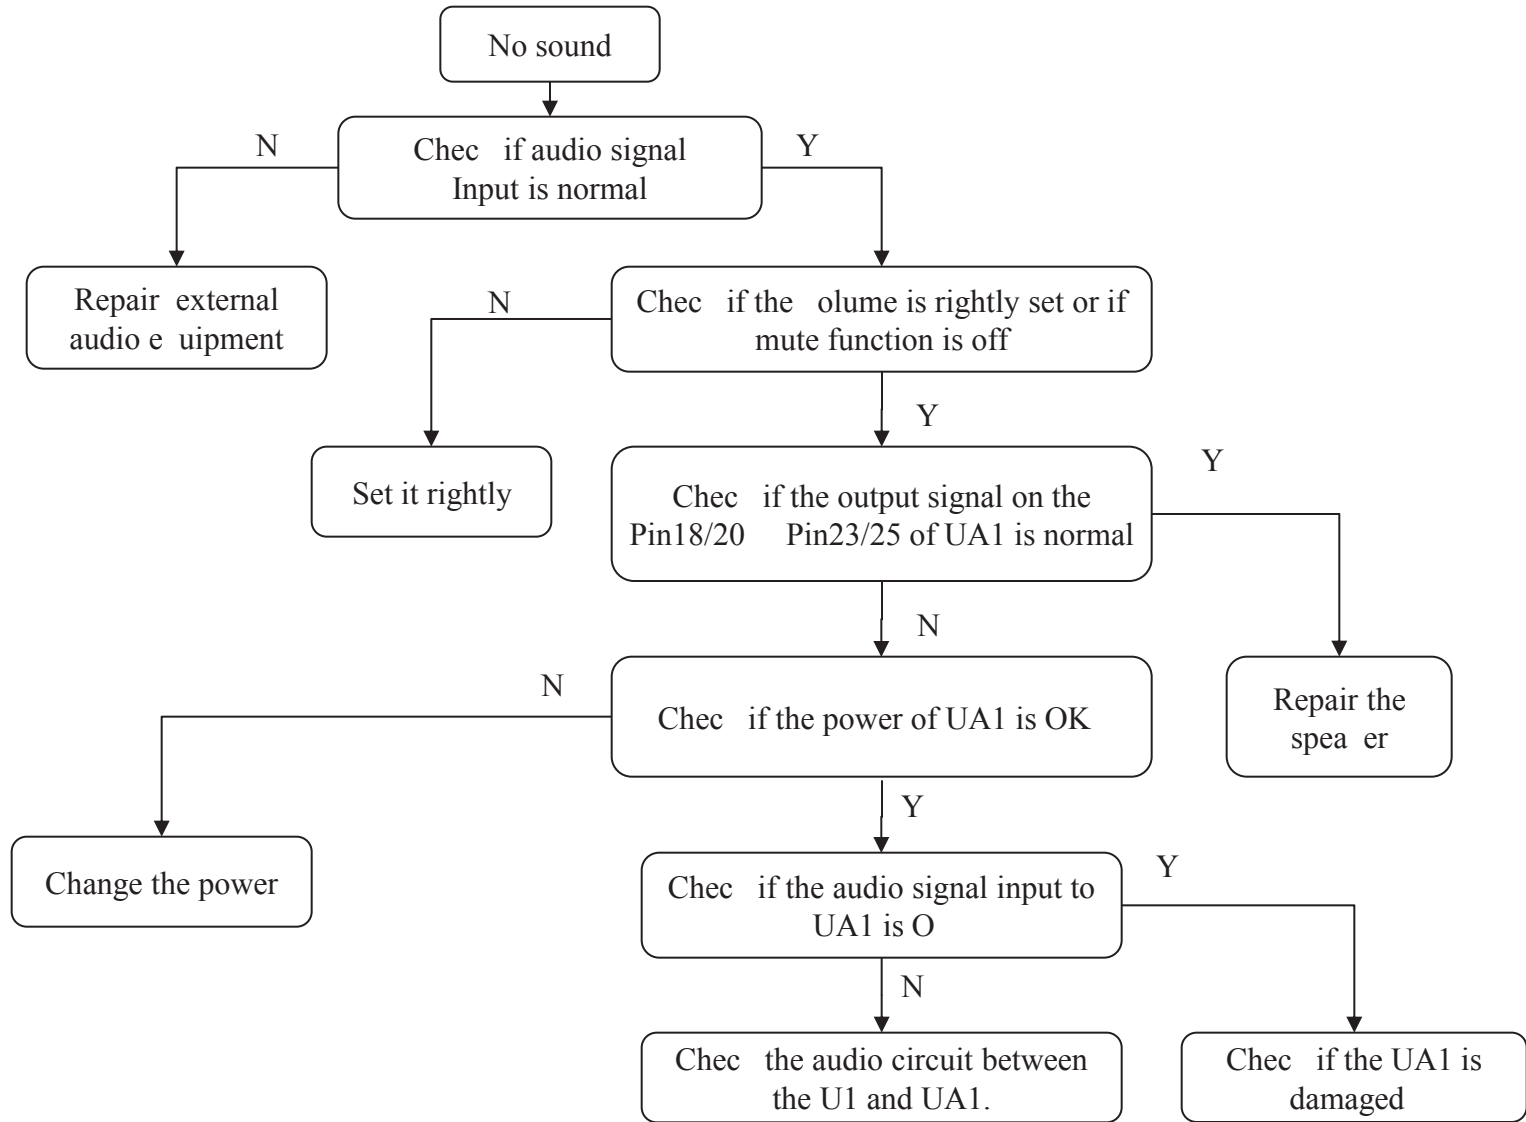 No sound
N
Chec if audio signal
Input is normal
Y
Repair external
audio e uipment
N
Chec if the olume is rightly set or if
mute function is off
Y
Set it rightly
Chec if the output signal on the
Pin18/20 Pin23/25 of UA1 is normal
Y
N
N
Chec if the power of UA1 is OK
Repair the
spea er
Y
Change the power
Chec if the audio signal input to
UA1 is O
Y
N
Chec the audio circuit between
the U1 and UA1.
Chec if the UA1 is
damaged